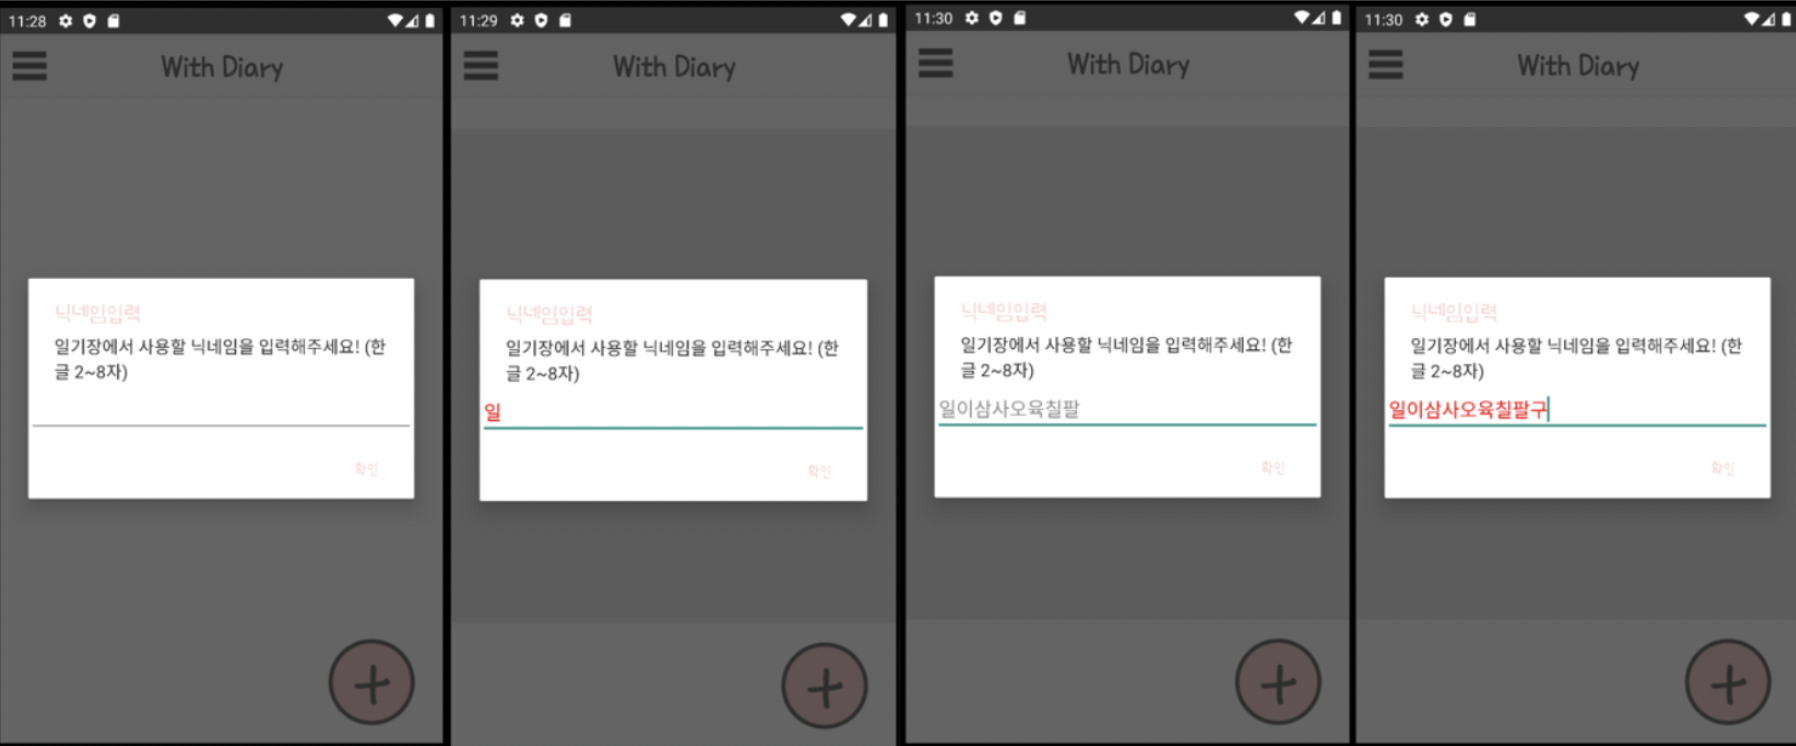 11:28
With Diary
닉네임입력
일기장에서 사용할 닉네임을 입력해주세요! (한
글 2~8자)
확인
11:29
With Diary
닉네임입력
일기장에서 사용할 닉네임을 입력해주세요! (한
글 2~8자)
일
확인
11:30
With Diary
닉네임입력
일기장에서 사용할 닉네임을 입력해주세요! (한
글 2~8자)
일이삼사오육칠팔
확인
11:30
With Diary
닉네임입력
일기장에서 사용할 닉네임을 입력해주세요! (한
글 2~8자)
일이삼사오육칠팔구
확인